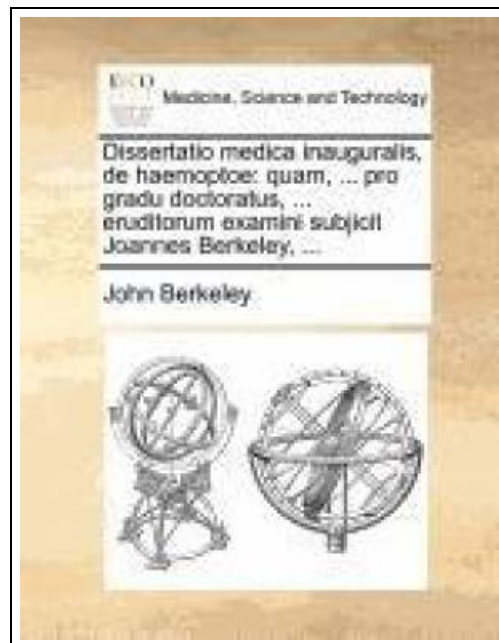 ECCO
Medicine, Science and Technology
Dissertatio medica inauguralis,
de haemoptoe: quam, ... pro
gradu doctoratus, ...
eruditorum examini subjicit
Joannes Berkeley, ...
John Berkeley